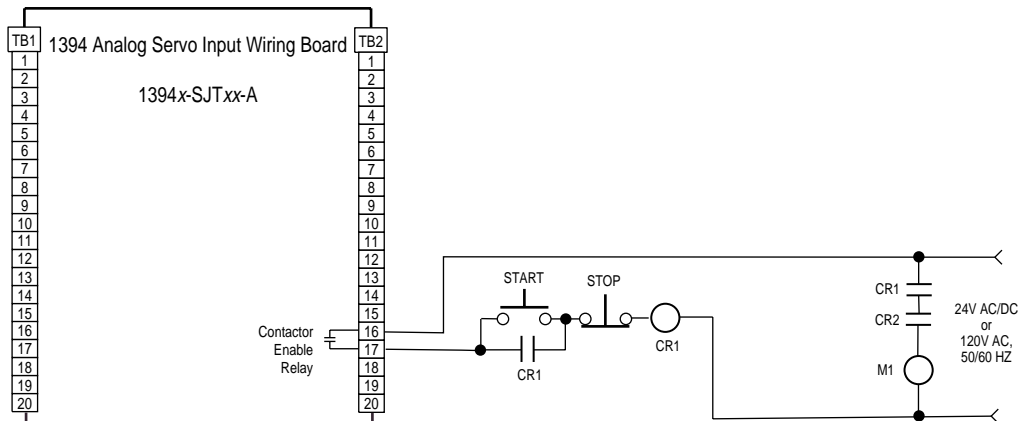 TB1
1394 Analog Servo Input Wiring Board
TB2
1394x-SJTxx-A
1
2
3
4
5
6
7
8
9
10
11
12
13
14
15
16
17
18
19
20
1
2
3
4
5
6
7
8
9
10
11
12
13
14
15
16
17
18
19
20
Contactor
Enable
Relay
START
STOP
CR1
CR1
CR1
CR2
M1
24V AC/DC
or
120V AC,
50/60 HZ